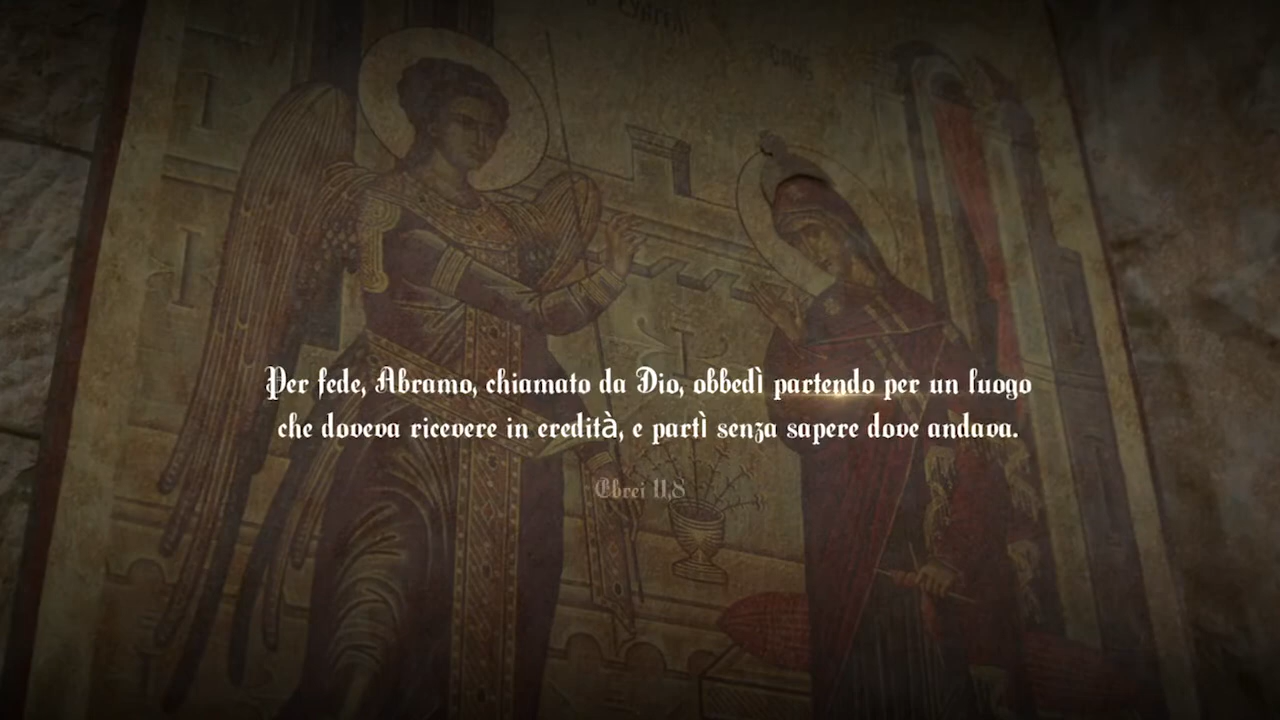 Per fede, Abramo, chiamato da Dio, obbedì partendo per un luogo
che doveva ricevere in eredità, e partì senza sapere dove andava.
Ebrei 11,8